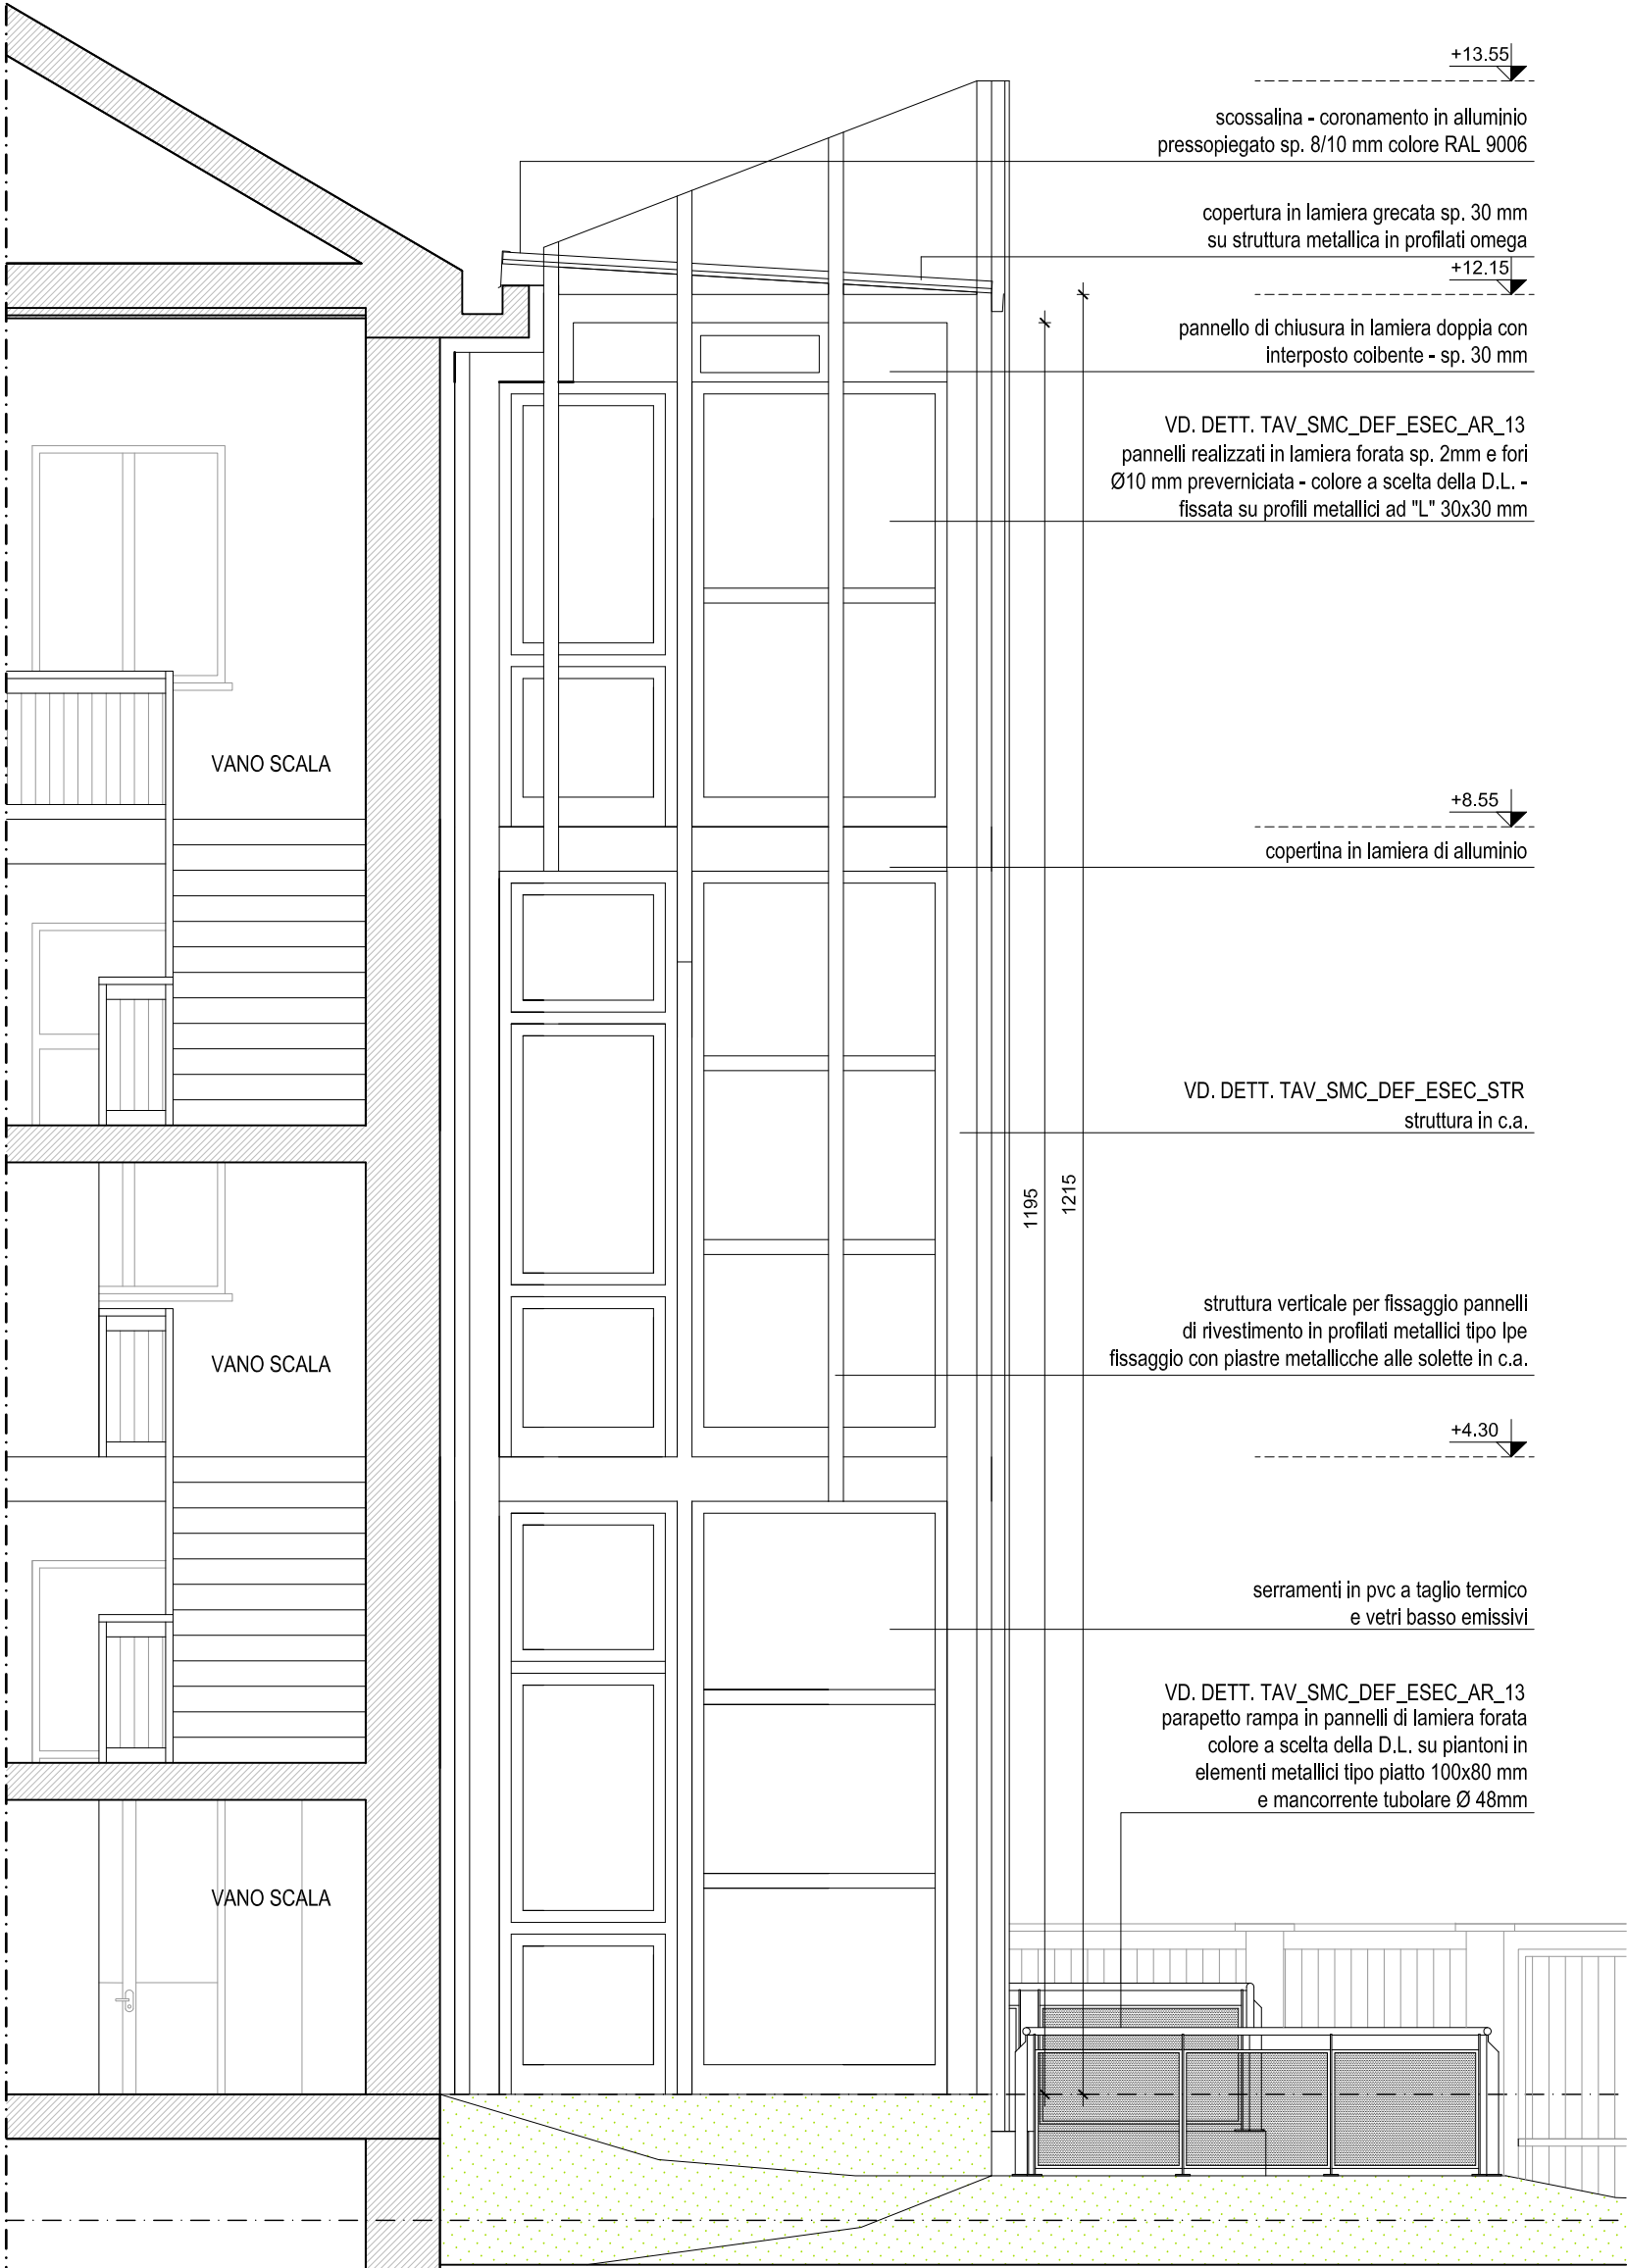 +13.55
scossalina - coronamento in alluminio
pressopiegato sp. 8/10 mm colore RAL 9006
copertura in lamiera grecata sp. 30 mm
su struttura metallica in profilati omega
+12.15
pannello di chiusura in lamiera doppia con
interposto coibente - sp. 30 mm
VD. DETT. TAV_SMC_DEF_ESEC_AR_13
pannelli realizzati in lamiera forata sp. 2mm e fori
Ø10 mm preverniciata - colore a scelta della D.L. -
fissata su profili metallici ad "L" 30x30 mm
VANO SCALA
+8.55
copertina in lamiera di alluminio
VD. DETT. TAV_SMC_DEF_ESEC_STR
struttura in c.a.
1195
1215
struttura verticale per fissaggio pannelli
di rivestimento in profilati metallici tipo Ipe
fissaggio con piastre metallicche alle solette in c.a.
VANO SCALA
+4.30
serramenti in pvc a taglio termico
e vetri basso emissivi
VD. DETT. TAV_SMC_DEF_ESEC_AR_13
parapetto rampa in pannelli di lamiera forata
colore a scelta della D.L. su piantoni in
elementi metallici tipo piatto 100x80 mm
e mancorrente tubolare Ø 48mm
VANO SCALA